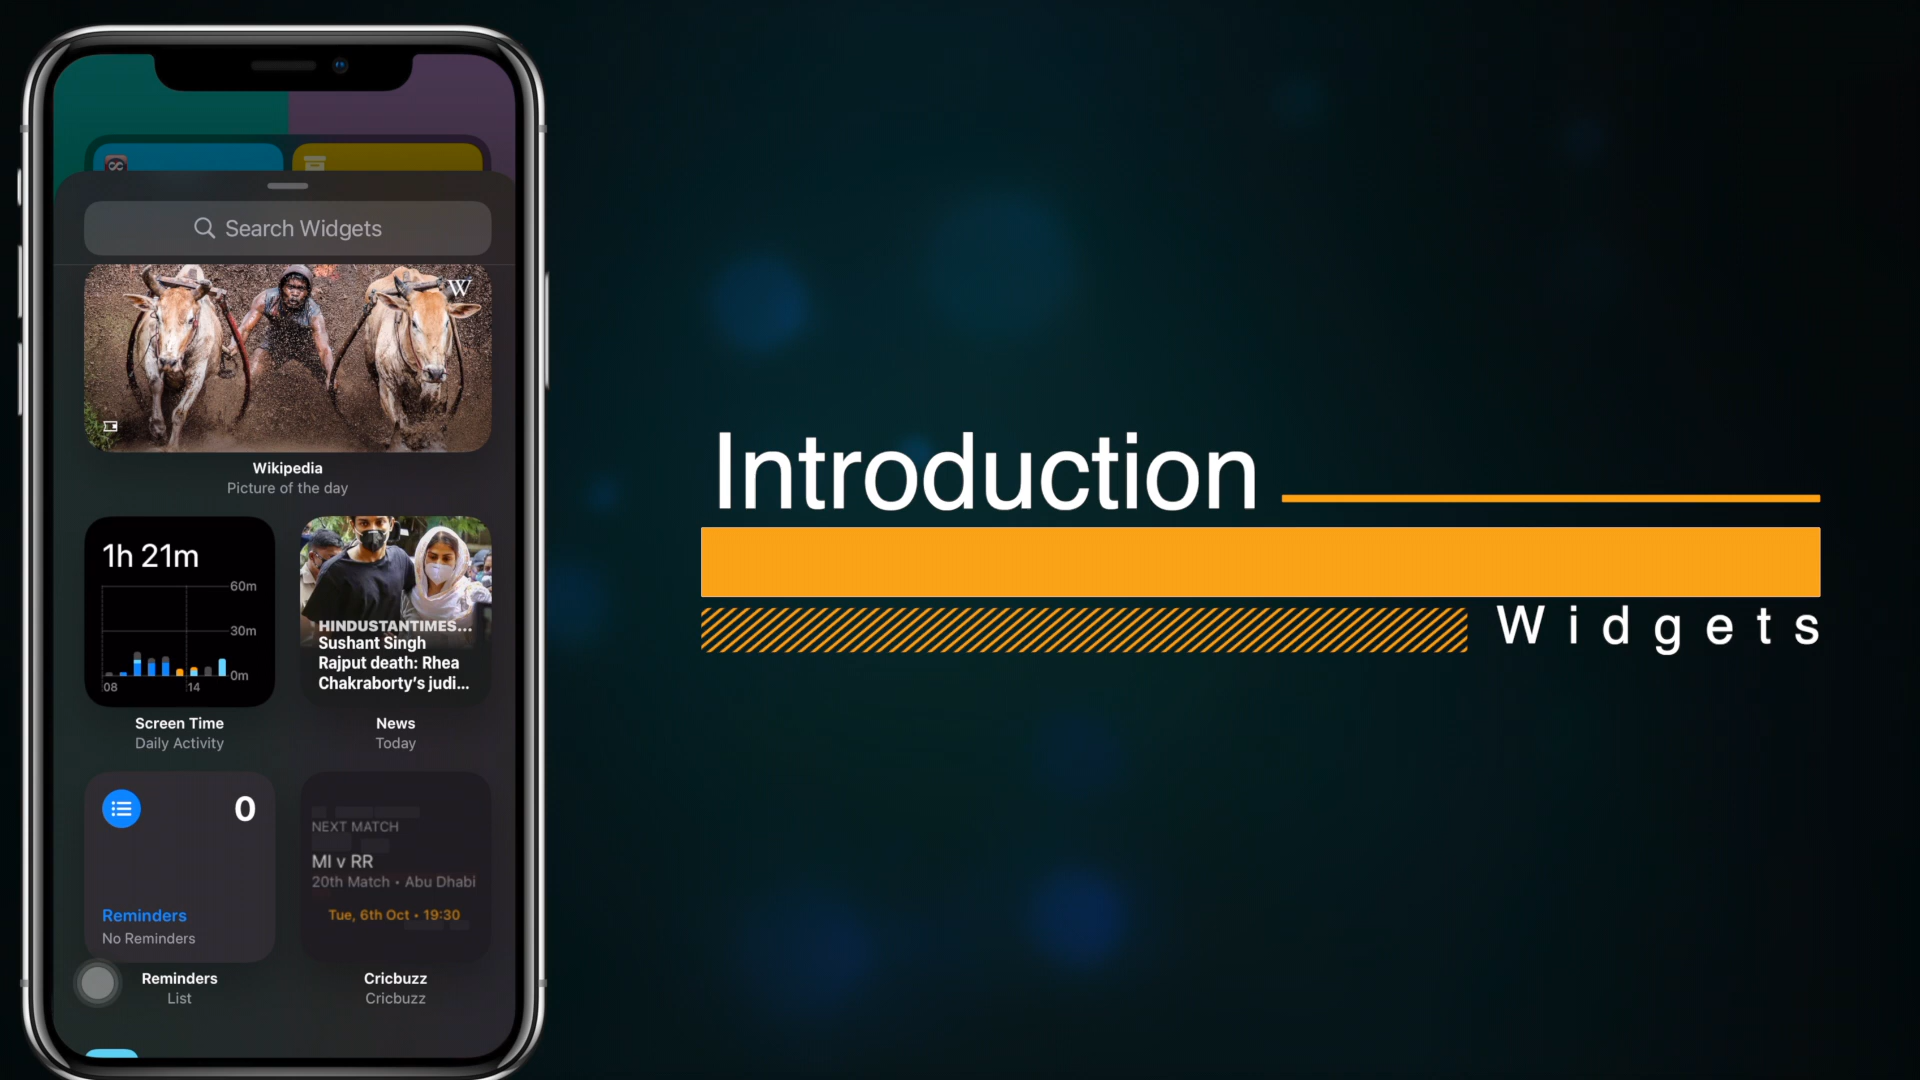 Search Widgets
W
Wikipedia
Picture of the day
1h 21m
60m
30m
0m
08 14
Screen Time
Daily Activity
HINDUSTANTIMES...
Sushant Singh
Rajput death: Rhea
Chakraborty's judi...
News
Today
0
Reminders
No Reminders
Reminders
List
NEXT MATCH
MI v RR
20th Match • Abu Dhabi
Tue, 6th Oct • 19:30
Cricbuzz
Cricbuzz
Introduction
Widgets